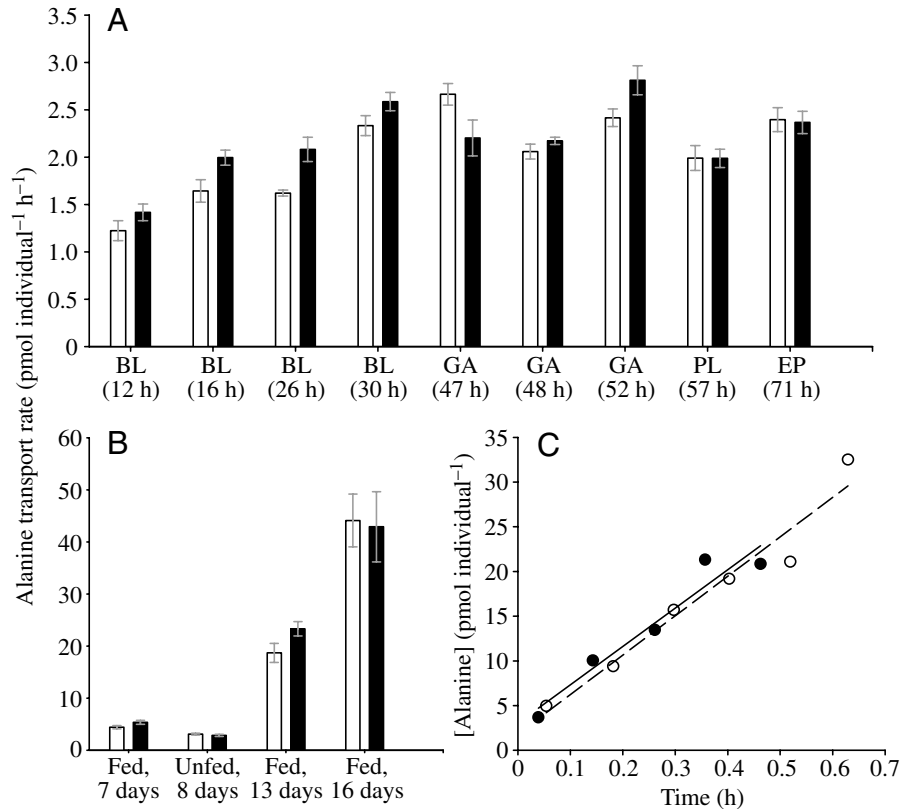 Alanine transport rate (pmol individual⁻¹ h⁻¹)
A
3.5
3.0
2.5
2.0
1.5
1.0
0.5
0
BL BL BL BL GA GA GA PL EP
(12 h) (16 h) (26 h) (30 h) (47 h) (48 h) (52 h) (57 h) (71 h)
B
60
50
40
30
20
10
0
Fed, Unfed, Fed, Fed,
7 days 8 days 13 days 16 days
C
[Alanine] (pmol individual⁻¹)
35
30
25
20
15
10
5
0
0 0.1 0.2 0.3 0.4 0.5 0.6 0.7
Time (h)